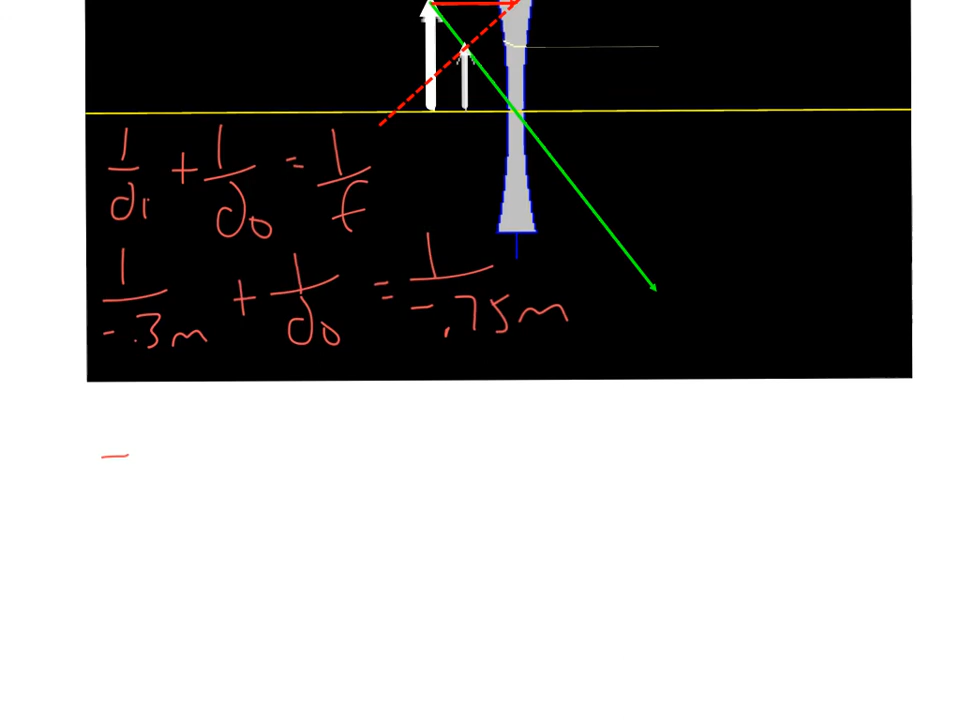 1/di + 1/do = 1/f
1/-.3m + 1/do = 1/-.75m
-